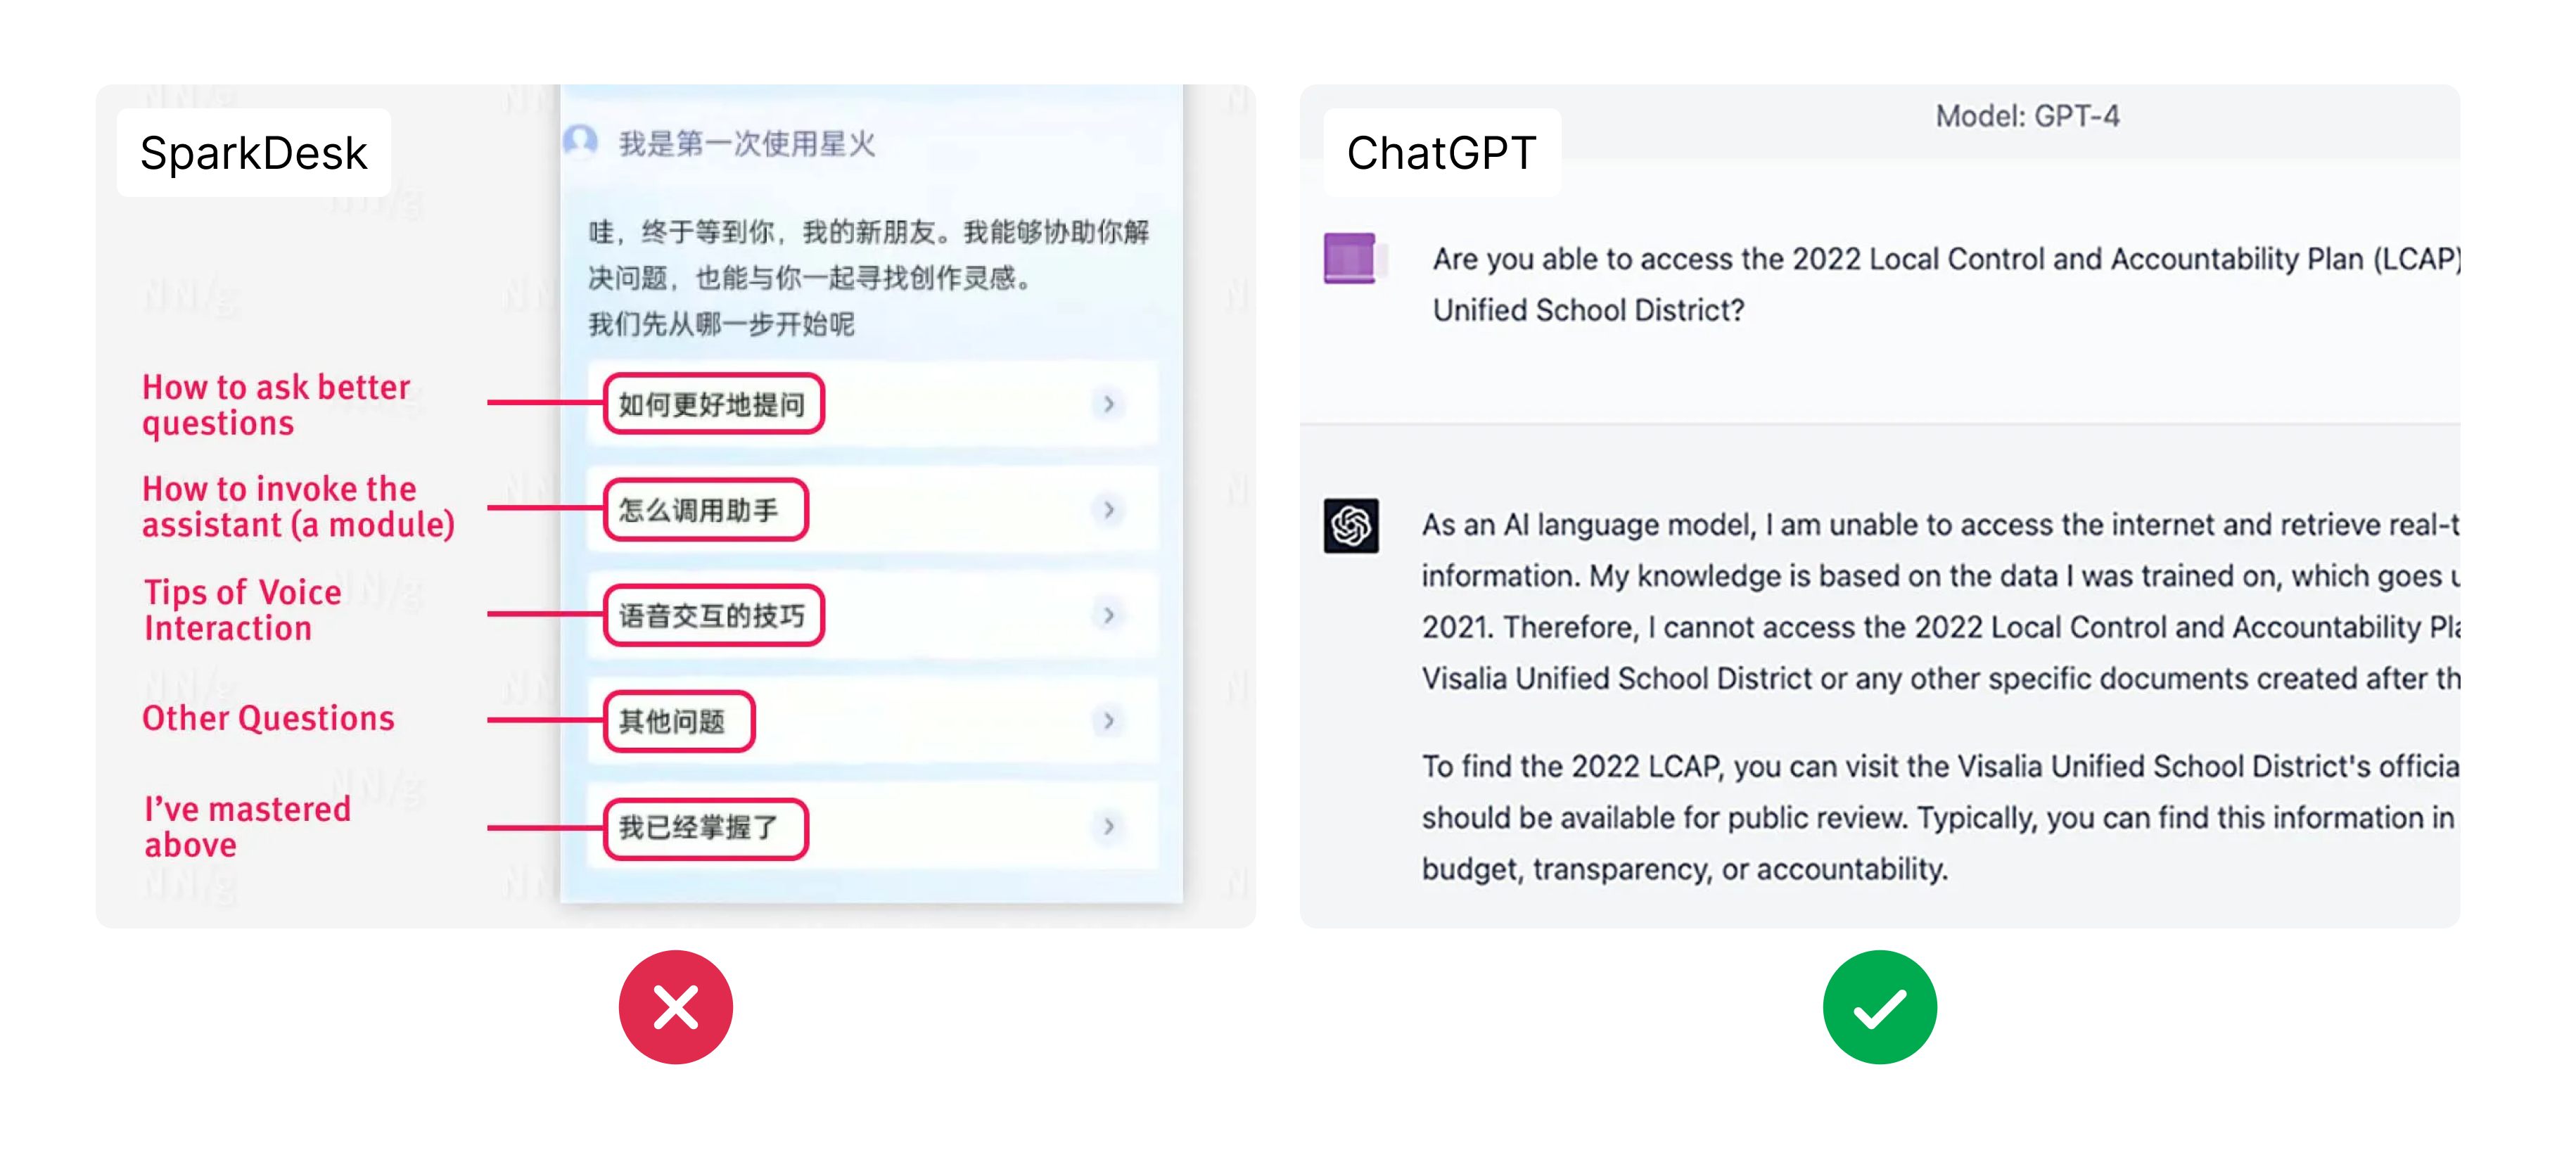 SparkDesk
我是第一次使用星火
哇，终于等到你，我的新朋友。我能够协助你解
决问题，也能与你一起寻找创作灵感。
我们先从哪一步开始呢
How to ask better
questions
如何更好地提问
How to invoke the
assistant (a module)
怎么调用助手
Tips of Voice
Interaction
语音交互的技巧
Other Questions
其他问题
I've mastered
above
我已经掌握了
NN/g
ChatGPT
Model: GPT-4
Are you able to access the 2022 Local Control and Accountability Plan (LCAP)
Unified School District?
As an AI language model, I am unable to access the internet and retrieve real-t
information. My knowledge is based on the data I was trained on, which goes u
2021. Therefore, I cannot access the 2022 Local Control and Accountability Pla
Visalia Unified School District or any other specific documents created after th
To find the 2022 LCAP, you can visit the Visalia Unified School District's officia
should be available for public review. Typically, you can find this information in
budget, transparency, or accountability.